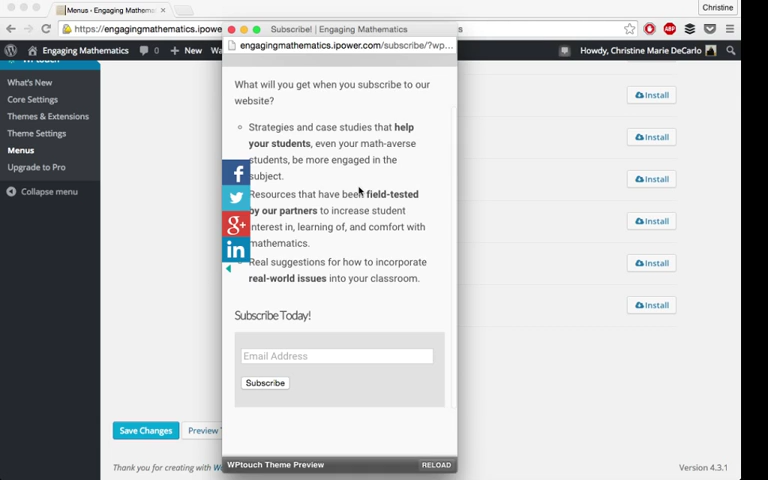 Christine
Menus ‹ Engaging Mathema
https://engagingmathematics.ipowe
Subscribe! | Engaging Mathematics
engagingmathematics.ipower.com/subscribe/?wp...
Engaging Mathematics
0
New
Howdy, Christine Marie DeCarlo
What's New
Core Settings
Themes & Extensions
Theme Settings
Menus
Upgrade to Pro
Collapse menu
What will you get when you subscribe to our
website?
Strategies and case studies that help
your students, even your math-averse
students, be more engaged in the
subject.
Resources that have been field-tested
by our partners to increase student
interest in, learning of, and comfort with
mathematics.
Real suggestions for how to incorporate
real-world issues into your classroom.
f
g+
in
Subscribe Today!
Email Address
Subscribe
Install
Install
Install
Install
Install
Install
Save Changes
Preview
WPtouch Theme Preview
RELOAD
Thank you for creating with
Version 4.3.1